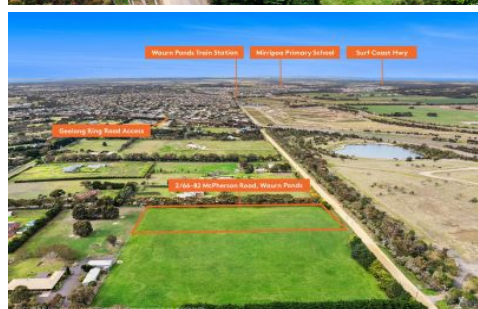 Waurn Ponds Train Station
Mirripoa Primary School
Surf Coast Hwy
Geelong Ring Road Access
2/66-82 McPherson Road, Waurn Ponds